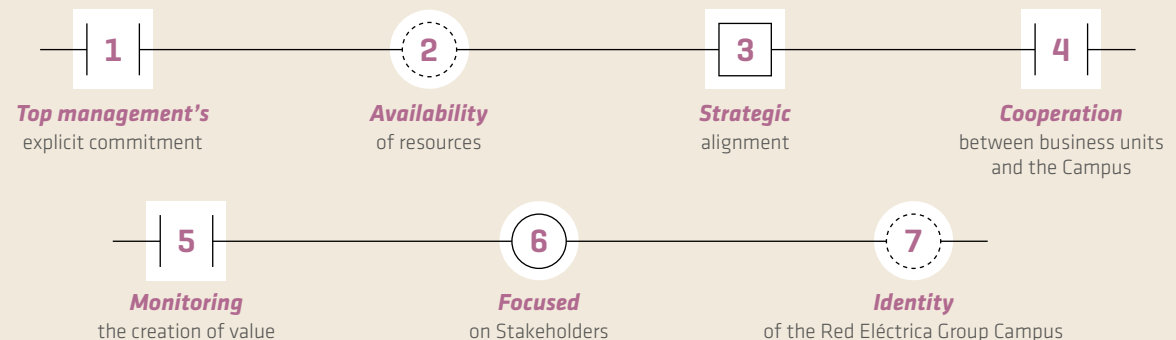 1
Top management's
explicit commitment
2
Availability
of resources
3
Strategic
alignment
4
Cooperation
between business units
and the Campus
5
Monitoring
the creation of value
6
Focused
on Stakeholders
7
Identity
of the Red Eléctrica Group Campus